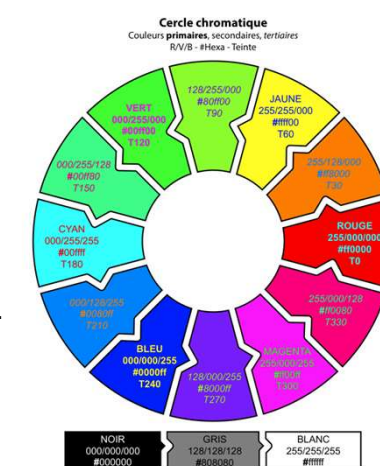 Cercle chromatique
Couleurs primaires, secondaires, tertiaires
R/V/B - #Hexa - Teinte
128/255/000
#80ff00
T90
JAUNE
255/255/000
#ffff00
T60
255/128/000
#ff8000
T30
ROUGE
255/000/000
#ff0000
T0
255/000/128
#ff0080
T330
MAGENTA
255/000/255
#ff00ff
T300
128/000/255
#8000ff
T270
BLEU
000/000/255
#0000ff
T240
000/128/255
#0080ff
T210
CYAN
000/255/255
#00ffff
T180
000/255/128
#00ff80
T150
VERT
000/255/000
#00ff00
T120
NOIR
000/000/000
#000000
GRIS
128/128/128
#808080
BLANC
255/255/255
#ffffff